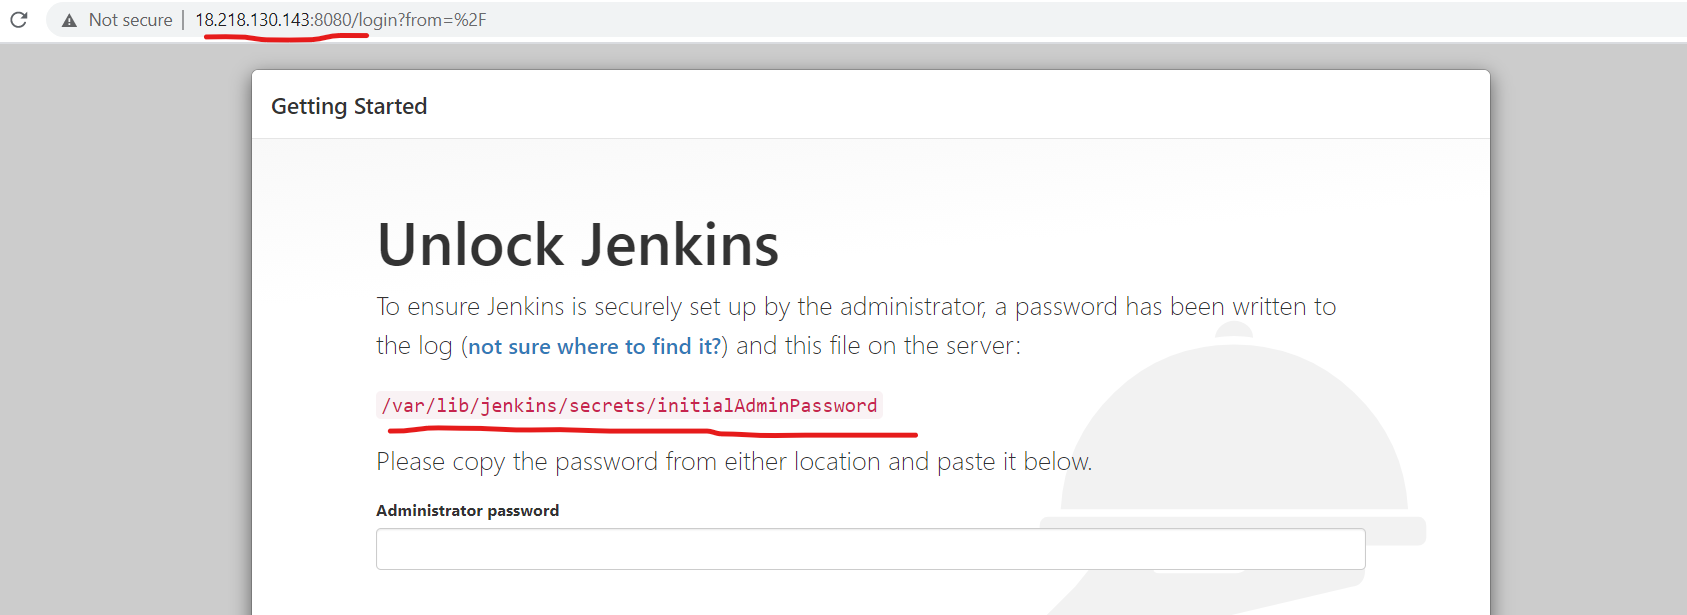 Not secure | 18.218.130.143:8080/login?from=%2F
Getting Started
Unlock Jenkins
To ensure Jenkins is securely set up by the administrator, a password has been written to
the log (not sure where to find it?) and this file on the server:
/var/lib/jenkins/secrets/initialAdminPassword
Please copy the password from either location and paste it below.
Administrator password